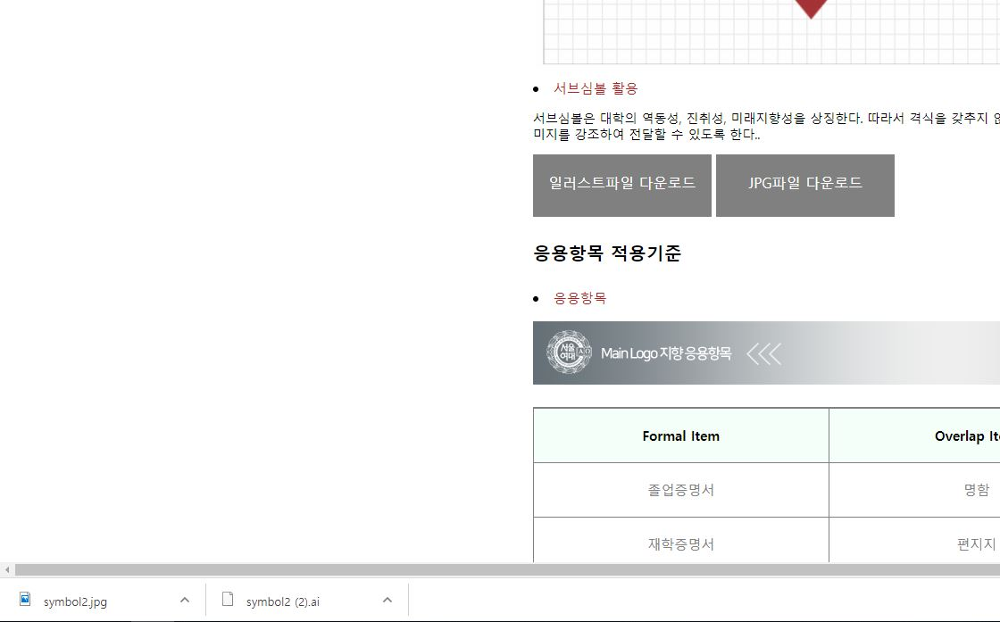 서브심볼 활용
서브심볼은 대학의 역동성, 진취성, 미래지향성을 상징한다. 따라서 격식을 갖추지
미지를 강조하여 전달할 수 있도록 한다..
일러스트파일 다운로드
JPG파일 다운로드
응용항목 적용기준
응용항목
서울
여대
Main Logo 지향 응용항목
Formal Item
Overlap Ite
졸업증명서
명함
재학증명서
편지지
symbol2.jpg
symbol2 (2).ai